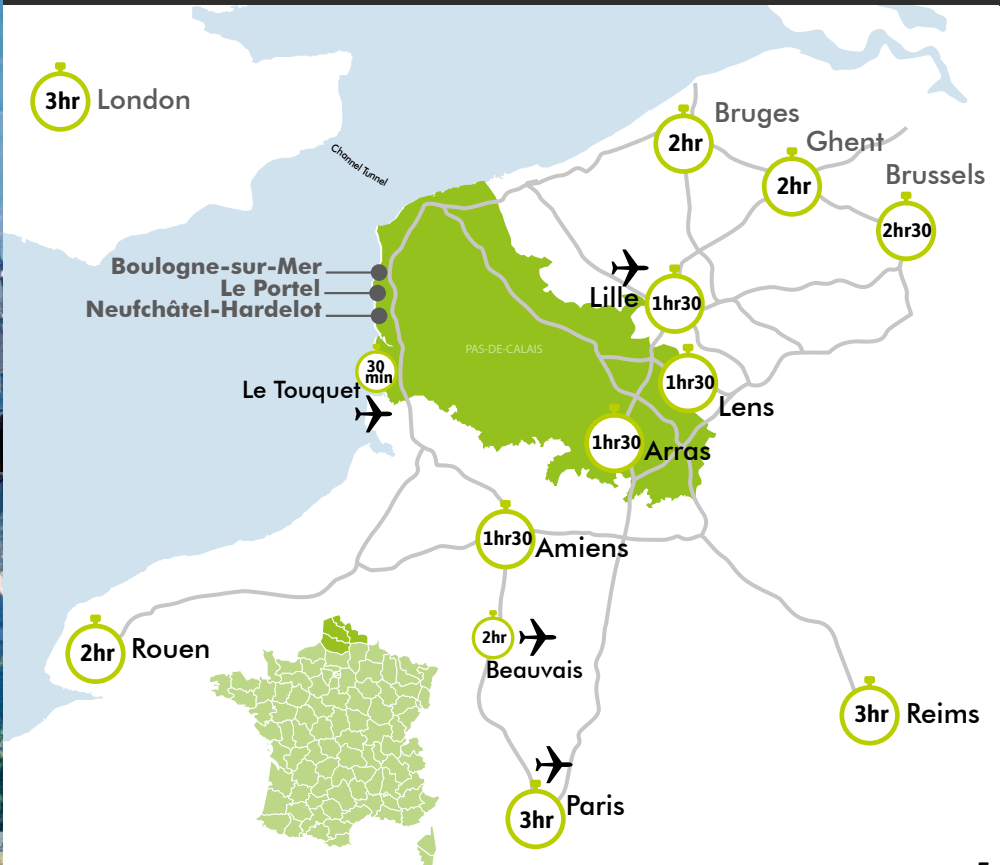 3hr London
Channel Tunnel
Bruges
2hr
Ghent
2hr
Brussels
2hr30
Boulogne-sur-Mer
Le Portel
Neufchâtel-Hardelot
Lille
1hr30
PAS-DE-CALAIS
30
min
Le Touquet
1hr30
Lens
1hr30
Arras
1hr30
Amiens
2hr
Rouen
2hr
Beauvais
3hr
Reims
Paris
3hr